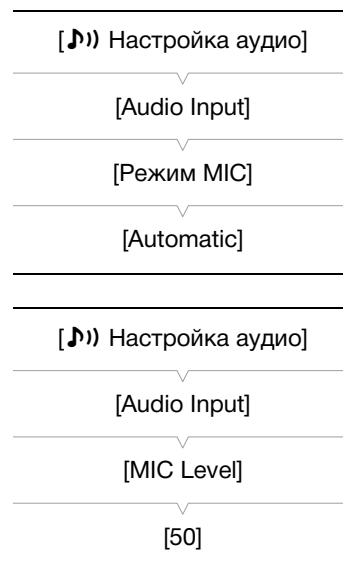 [♪)) Настройка аудио]
[Audio Input]
[Режим MIC]
[Automatic]
[♪)) Настройка аудио]
[Audio Input]
[MIC Level]
[50]